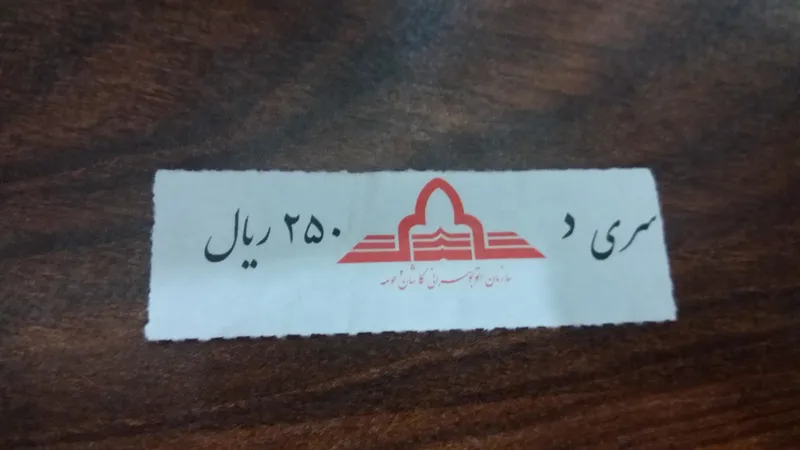 سری د
۲۵۰ ریال
سازمان اتوبوسرانی کاشان و حومه